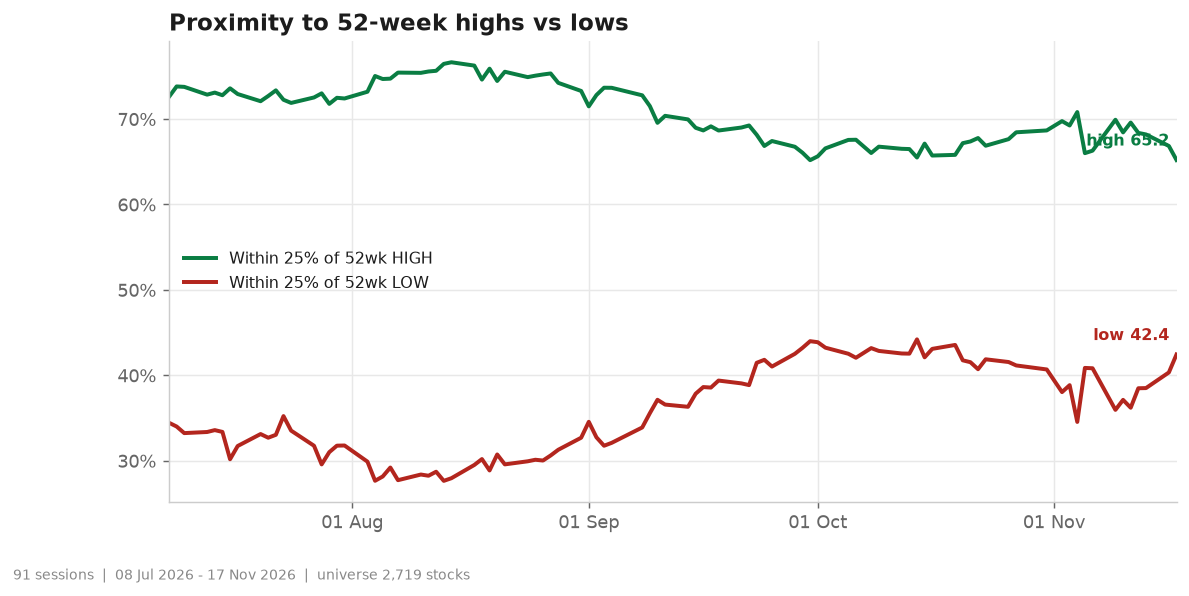 Proximity to 52-week highs vs lows
70%
high 65.2
60%
Within 25% of 52wk HIGH
Within 25% of 52wk LOW
50%
low 42.4
40%
30%
01 Aug
01 Sep
01 Oct
01 Nov
91 sessions | 08 Jul 2026 - 17 Nov 2026 | universe 2,719 stocks